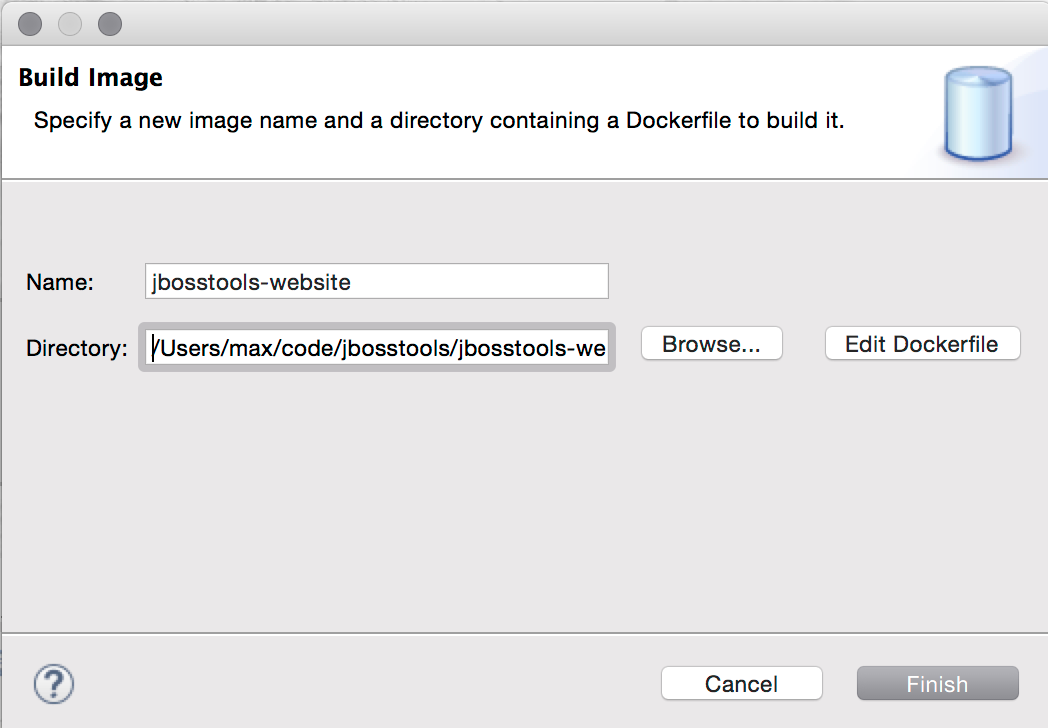 Build Image
Specify a new image name and a directory containing a Dockerfile to build it.
Name: jbosstools-website
Directory: /Users/max/code/jbosstools/jbosstools-we Browse... Edit Dockerfile
? Cancel Finish